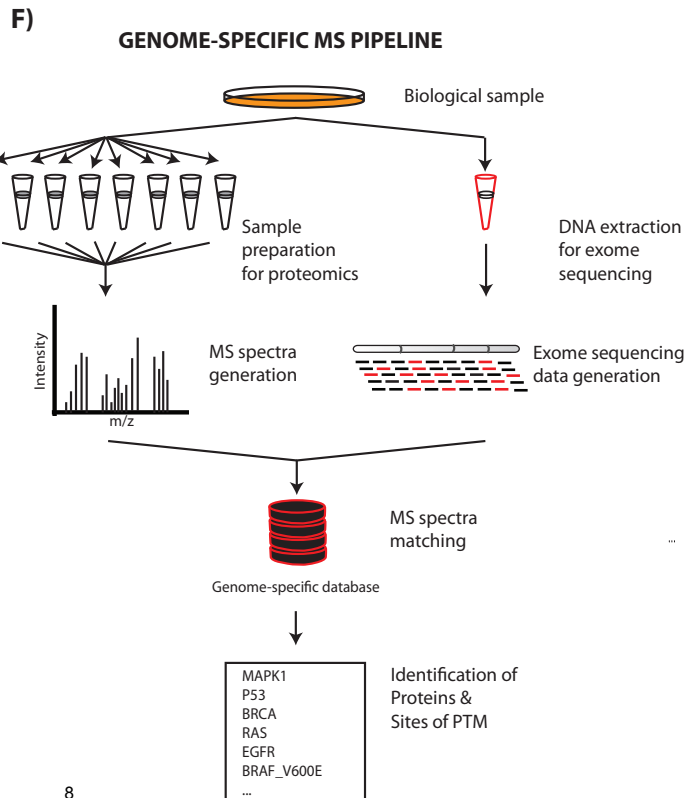 F)
GENOME-SPECIFIC MS PIPELINE
Biological sample
Sample
preparation
for proteomics
DNA extraction
for exome
sequencing
Intensity
m/z
MS spectra
generation
Exome sequencing
data generation
MS spectra
matching
...
Genome-specific database
MAPK1
P53
BRCA
RAS
EGFR
BRAF_V600E
...
Identification of
Proteins &
Sites of PTM
8